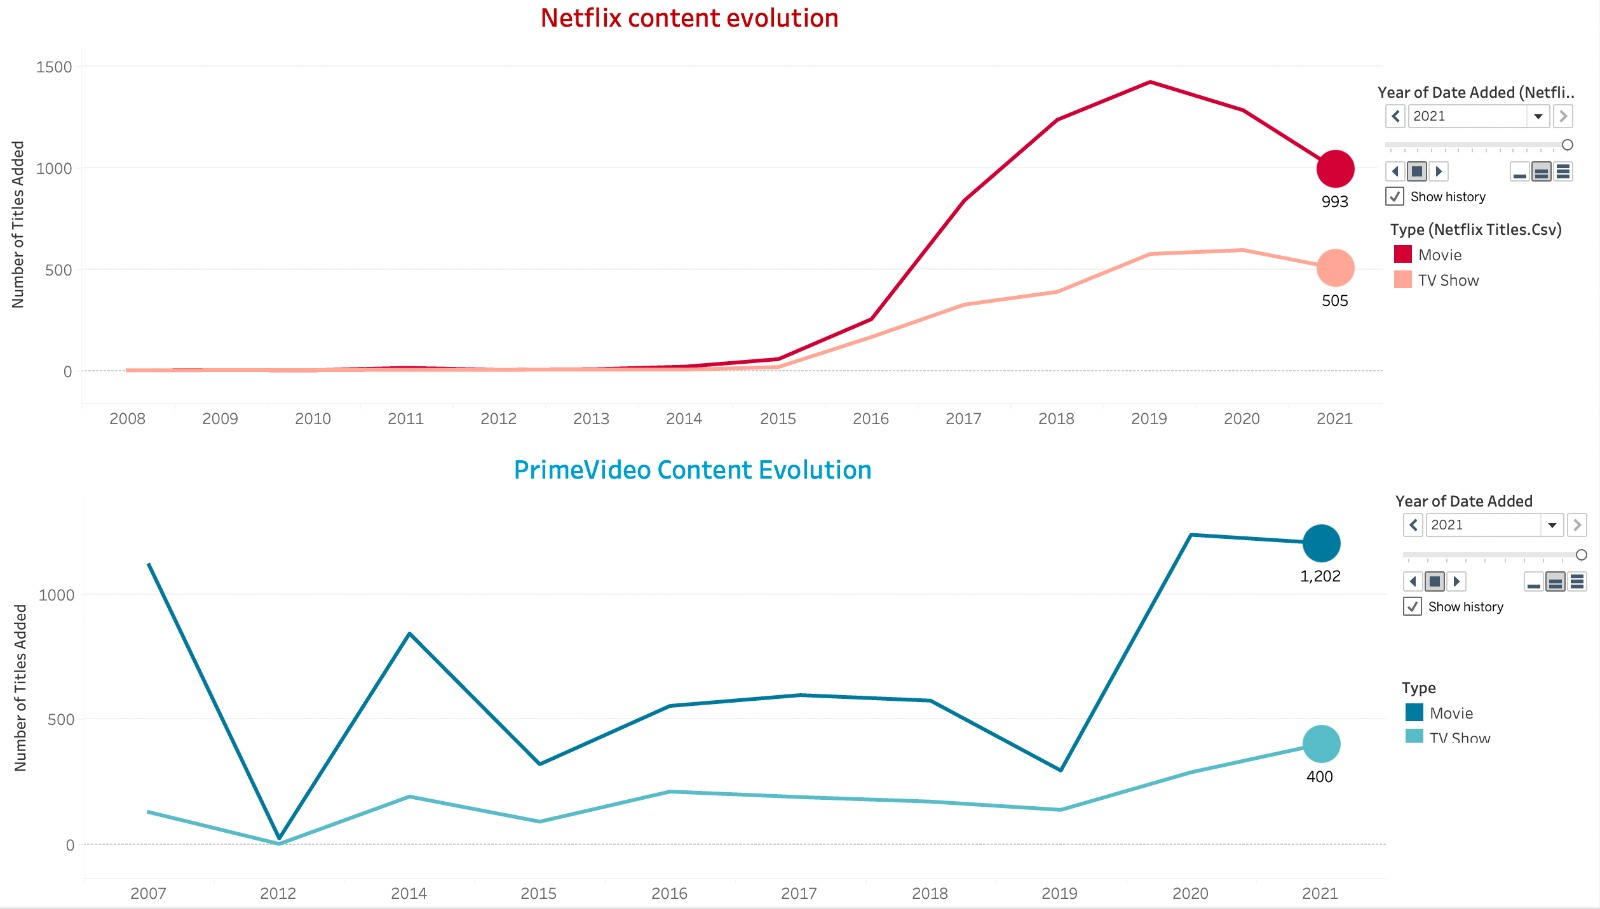 Netflix content evolution
1500
1000
500
0
Number of Titles Added
993
505
2008 2009 2010 2011 2012 2013 2014 2015 2016 2017 2018 2019 2020 2021
Year of Date Added (Netfli..
2021
Show history
Type (Netflix Titles.Csv)
Movie
TV Show
PrimeVideo Content Evolution
1000
500
0
Number of Titles Added
1,202
400
2007 2012 2014 2015 2016 2017 2018 2019 2020 2021
Year of Date Added
2021
Show history
Type
Movie
TV Show